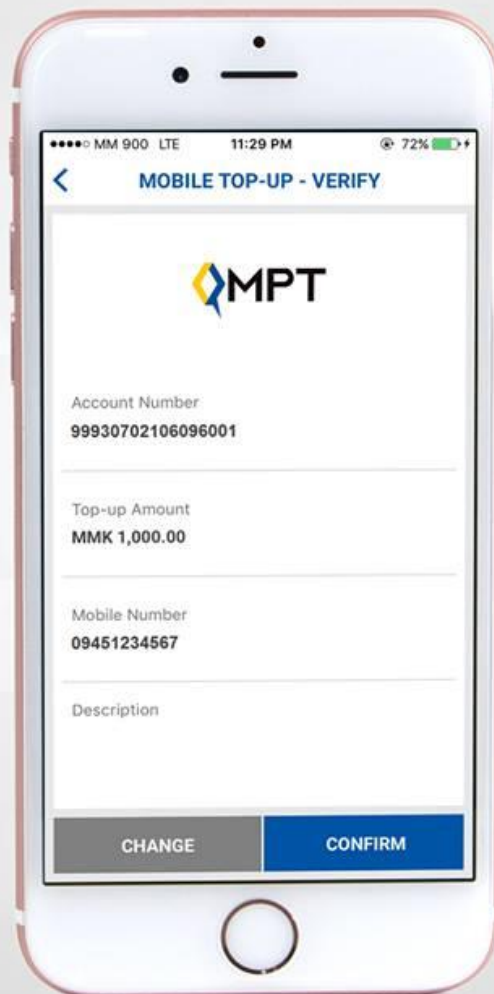 MM 900 LTE 11:29 PM 72%
MOBILE TOP-UP - VERIFY
MPT
Account Number
99930702106096001
Top-up Amount
MMK 1,000.00
Mobile Number
09451234567
Description
CHANGE CONFIRM